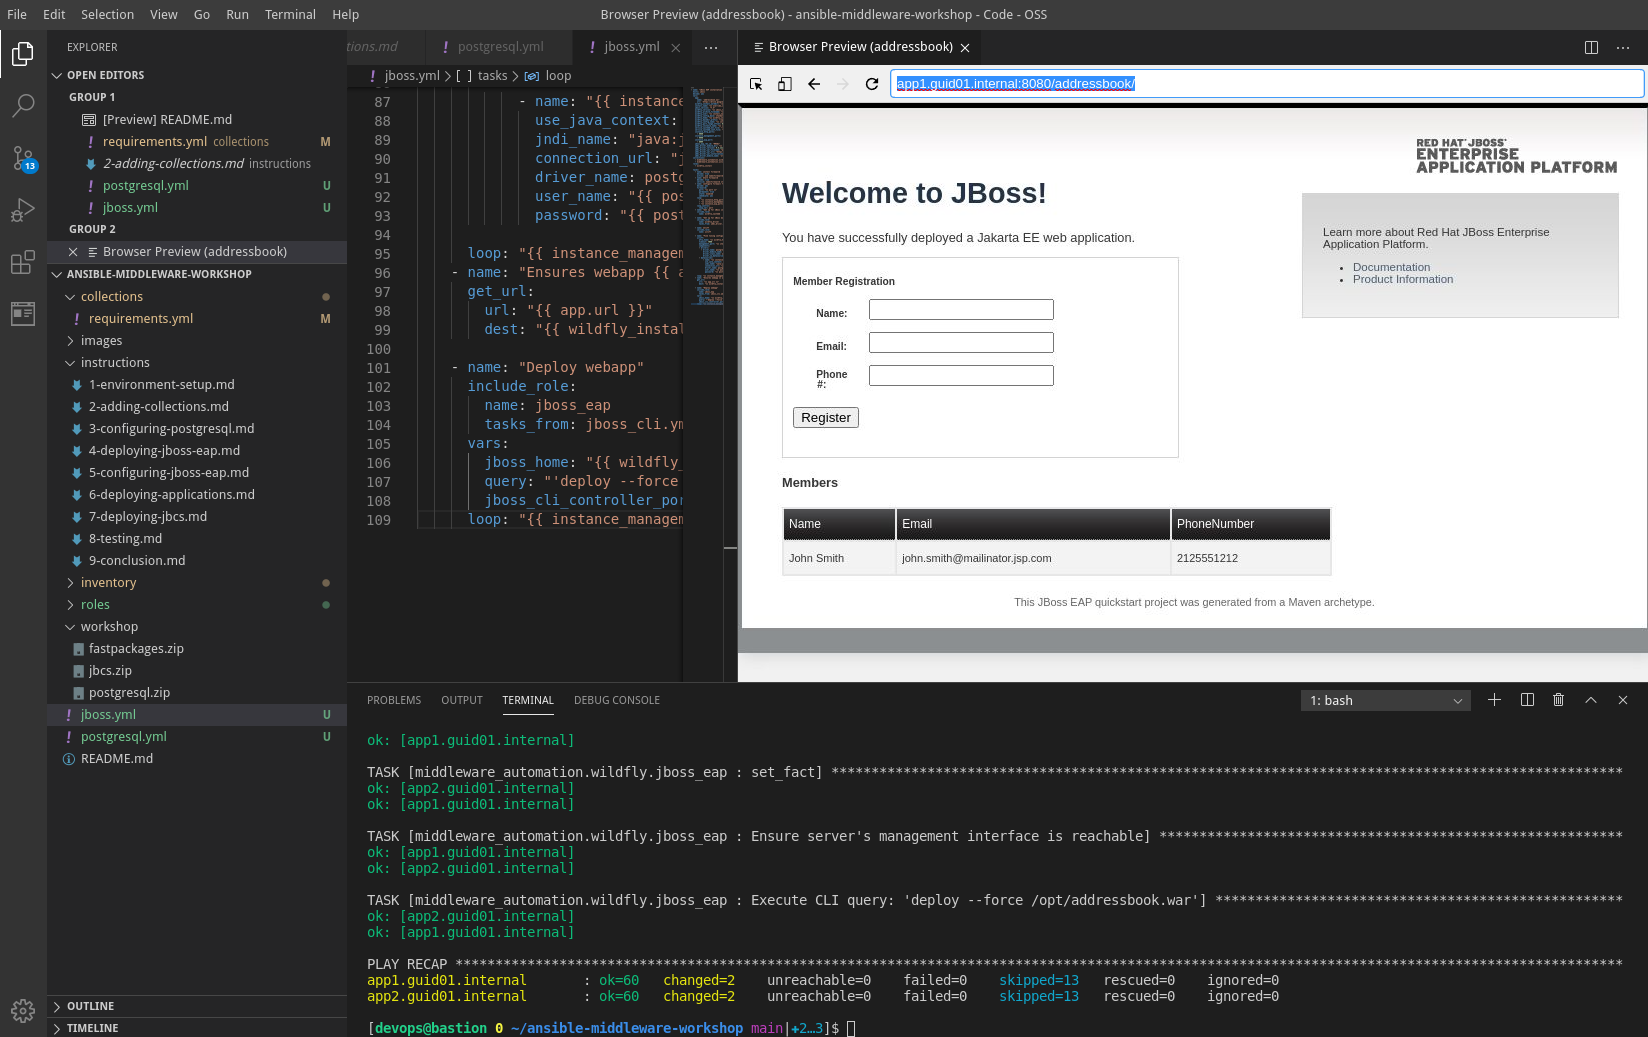 File Edit Selection View Go Run Terminal Help
Browser Preview (addressbook) - ansible-middleware-workshop - Code - OSS
EXPLORER
OPEN EDITORS
GROUP 1
[Preview] README.md
! requirements.yml collections M
2-adding-collections.md instructions
! postgresql.yml U
! jboss.yml U
GROUP 2
Browser Preview (addressbook)
ANSIBLE-MIDDLEWARE-WORKSHOP
collections
! requirements.yml M
images
instructions
1-environment-setup.md
2-adding-collections.md
3-configuring-postgresql.md
4-deploying-jboss-eap.md
5-configuring-jboss-eap.md
6-deploying-applications.md
7-deploying-jbcs.md
8-testing.md
9-conclusion.md
inventory
roles
workshop
fastpackages.zip
jbcs.zip
postgresql.zip
! jboss.yml U
! postgresql.yml U
README.md
OUTLINE
TIMELINE
13
tions.md ! postgresql.yml ! jboss.yml
! jboss.yml > [ ] tasks > loop
87 - name: "{{ instance
88 use_java_context:
89 jndi_name: "java:j
90 connection_url: "j
91 driver_name: postg
92 user_name: "{{ pos
93 password: "{{ post
94
95 loop: "{{ instance_managem
96 - name: "Ensures webapp {{ a
97 get_url:
98 url: "{{ app.url }}"
99 dest: "{{ wildfly_instal
100
101 - name: "Deploy webapp"
102 include_role:
103 name: jboss_eap
104 tasks_from: jboss_cli.ym
105 vars:
106 jboss_home: "{{ wildfly_
107 query: "'deploy --force
108 jboss_cli_controller_por
109 loop: "{{ instance_managem
Browser Preview (addressbook)
app1.guid01.internal:8080/addressbook/
RED HAT® JBOSS®
ENTERPRISE
APPLICATION PLATFORM
Welcome to JBoss!
You have successfully deployed a Jakarta EE web application.
Member Registration
Name:
Email:
Phone
#:
Register
Learn more about Red Hat JBoss Enterprise
Application Platform.
• Documentation
• Product Information
Members
Name Email PhoneNumber
John Smith john.smith@mailinator.jsp.com 2125551212
This JBoss EAP quickstart project was generated from a Maven archetype.
PROBLEMS OUTPUT TERMINAL DEBUG CONSOLE
1: bash
ok: [app1.guid01.internal]
TASK [middleware_automation.wildfly.jboss_eap : set_fact] ***************************************************************************************************
ok: [app2.guid01.internal]
ok: [app1.guid01.internal]
TASK [middleware_automation.wildfly.jboss_eap : Ensure server's management interface is reachable] **********************************************************
ok: [app1.guid01.internal]
ok: [app2.guid01.internal]
TASK [middleware_automation.wildfly.jboss_eap : Execute CLI query: 'deploy --force /opt/addressbook.war'] ***************************************************
ok: [app2.guid01.internal]
ok: [app1.guid01.internal]
PLAY RECAP **************************************************************************************************************************************************
app1.guid01.internal : ok=60 changed=2 unreachable=0 failed=0 skipped=13 rescued=0 ignored=0
app2.guid01.internal : ok=60 changed=2 unreachable=0 failed=0 skipped=13 rescued=0 ignored=0
[devops@bastion 0 ~/ansible-middleware-workshop main|✚2…3]$